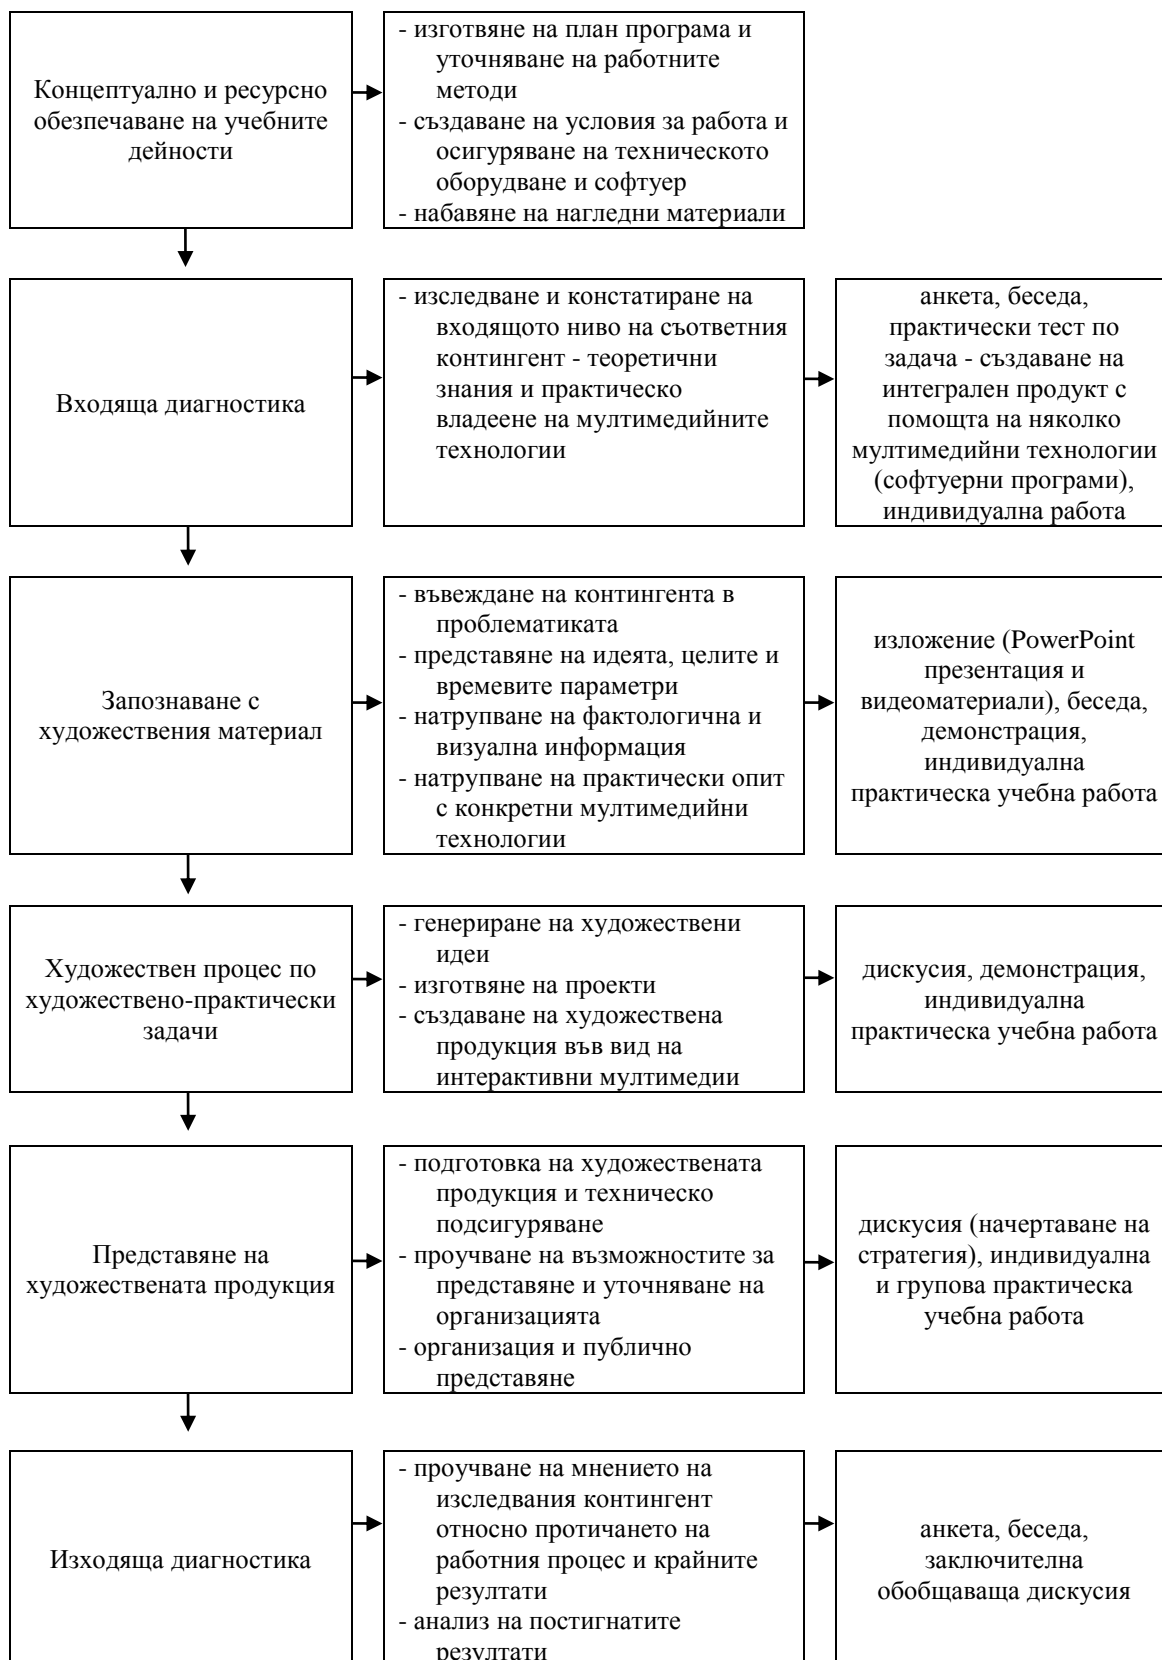 Концептуално и ресурсно
обезпечаване на учебните
дейности
- изготвяне на план програма и
уточняване на работните
методи
- създаване на условия за работа и
осигуряване на техническото
оборудване и софтуер
- набавяне на нагледни материали
Входяща диагностика
- изследване и констатиране на
входящото ниво на съответния
контингент - теоретични
знания и практическо
владеене на мултимедийните
технологии
анкета, беседа,
практически тест по
задача - създаване на
интегрален продукт с
помощта на няколко
мултимедийни технологии
(софтуерни програми),
индивидуална работа
Запознаване с
художествения материал
- въвеждане на контингента в
проблематиката
- представяне на идеята, целите и
времевите параметри
- натрупване на фактологична и
визуална информация
- натрупване на практически опит
с конкретни мултимедийни
технологии
изложение (PowerPoint
презентация и
видеоматериали), беседа,
демонстрация,
индивидуална
практическа учебна работа
Художествен процес по
художествено-практически
задачи
- генериране на художествени
идеи
- изготвяне на проекти
- създаване на художествена
продукция във вид на
интерактивни мултимедии
дискусия, демонстрация,
индивидуална
практическа учебна работа
Представяне на
художествената продукция
- подготовка на художествената
продукция и техническо
подсигуряване
- проучване на възможностите за
представяне и уточняване на
организацията
- организация и публично
представяне
дискусия (начертаване на
стратегия), индивидуална
и групова практическа
учебна работа
Изходяща диагностика
- проучване на мнението на
изследвания контингент
относно протичането на
работния процес и крайните
резултати
- анализ на постигнатите
резултати
анкета, беседа,
заключителна
обобщаваща дискусия